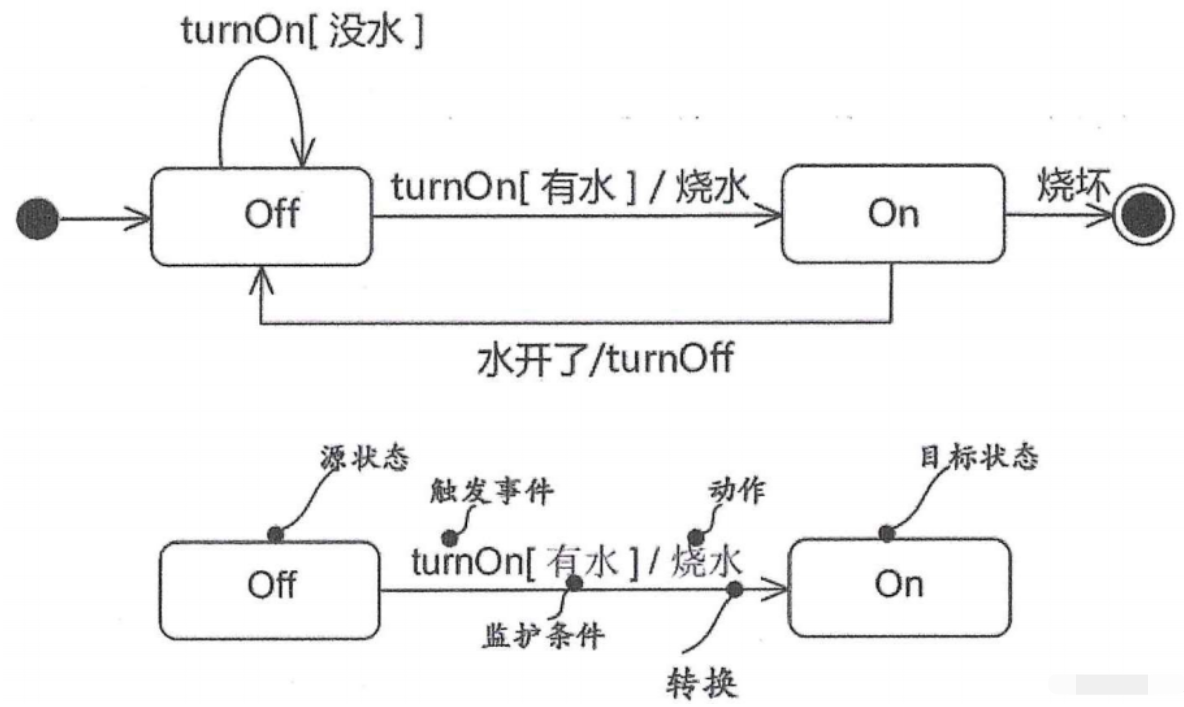 turnOn[ 没水 ]
turnOn[ 有水 ] / 烧水
烧坏
Off
On
水开了/turnOff
源状态
目标状态
触发事件
动作
turnOn[ 有水 ] / 烧水
Off
On
监护条件
转换